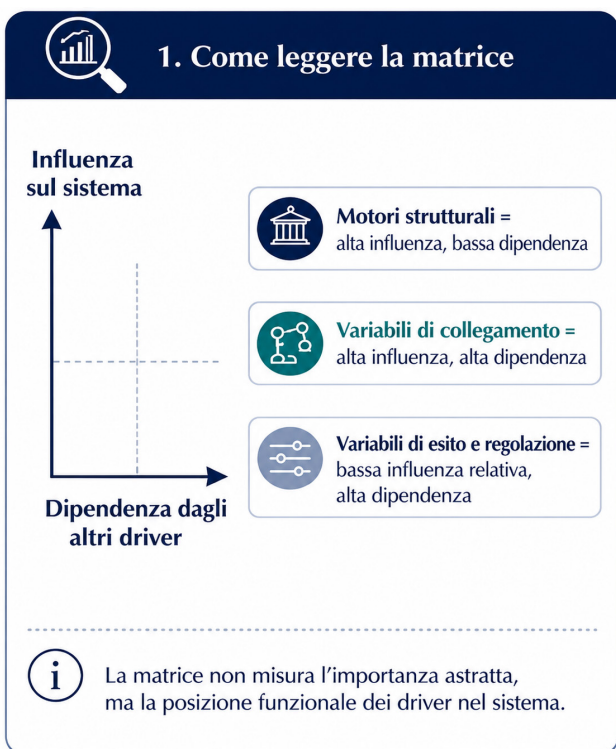 1. Come leggere la matrice
Influenza
sul sistema
Dipendenza dagli
altri driver
Motori strutturali =
alta influenza, bassa dipendenza
Variabili di collegamento =
alta influenza, alta dipendenza
Variabili di esito e regolazione =
bassa influenza relativa,
alta dipendenza
i
La matrice non misura l’importanza astratta,
ma la posizione funzionale dei driver nel sistema.